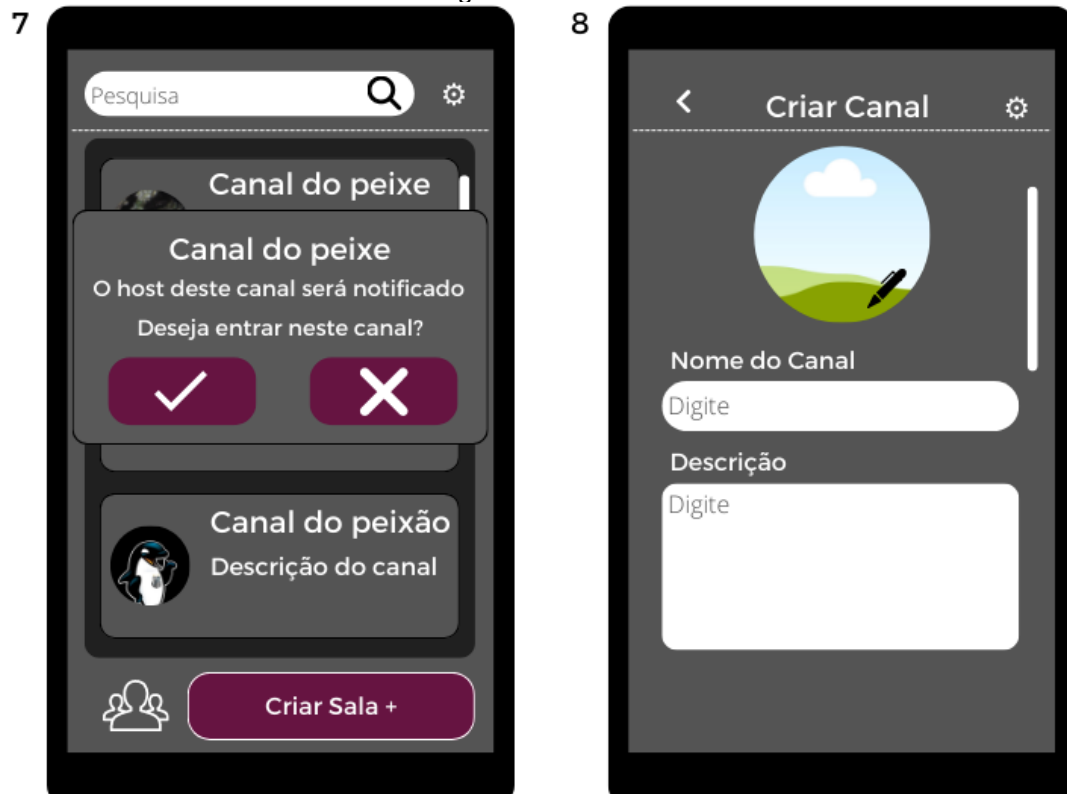 7
Pesquisa
Canal do peixe
Canal do peixe
O host deste canal será notificado
Deseja entrar neste canal?
Canal do peixão
Descrição do canal
Criar Sala +
8
Criar Canal
Nome do Canal
Digite
Descrição
Digite